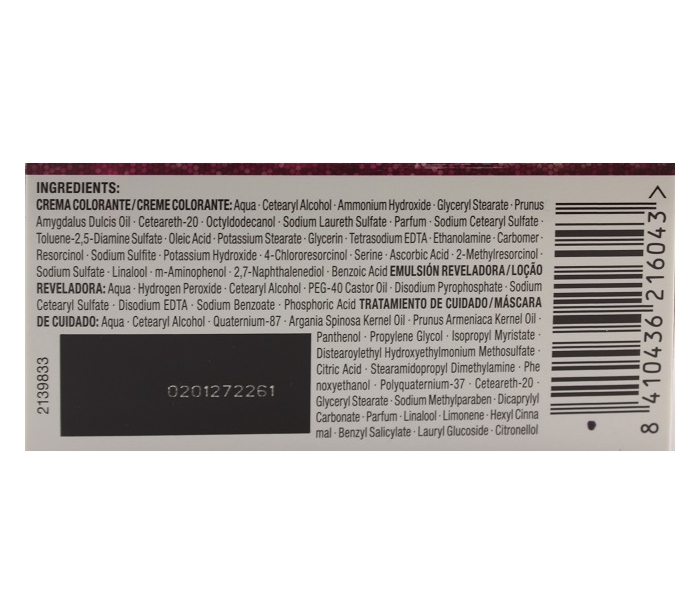 INGREDIENTS:
CREMA COLORANTE/CREME COLORANTE: Aqua · Cetearyl Alcohol · Ammonium Hydroxide · Glyceryl Stearate · Prunus
Amygdalus Dulcis Oil · Ceteareth-20 · Octyldodecanol · Sodium Laureth Sulfate · Parfum · Sodium Cetearyl Sulfate ·
Toluene-2,5-Diamine Sulfate · Oleic Acid · Potassium Stearate · Glycerin · Tetrasodium EDTA · Ethanolamine · Carbomer ·
Resorcinol · Sodium Sulfite · Potassium Hydroxide · 4-Chlororesorcinol · Serine · Ascorbic Acid · 2-Methylresorcinol ·
Sodium Sulfate · Linalool · m-Aminophenol · 2,7-Naphthalenediol · Benzoic Acid EMULSIÓN REVELADORA/LOÇÃO
REVELADORA: Aqua · Hydrogen Peroxide · Cetearyl Alcohol · PEG-40 Castor Oil · Disodium Pyrophosphate · Sodium
Cetearyl Sulfate · Disodium EDTA · Sodium Benzoate · Phosphoric Acid TRATAMIENTO DE CUIDADO/MÁSCARA
DE CUIDADO: Aqua · Cetearyl Alcohol · Quaternium-87 · Argania Spinosa Kernel Oil · Prunus Armeniaca Kernel Oil ·
Panthenol · Propylene Glycol · Isopropyl Myristate ·
Distearoylethyl Hydroxyethylmonium Methosulfate ·
Citric Acid · Stearamidopropyl Dimethylamine · Phe
noxyethanol · Polyquaternium-37 · Ceteareth-20 ·
Glyceryl Stearate · Sodium Methylparaben · Dicaprylyl
Carbonate · Parfum · Linalool · Limonene · Hexyl Cinna
mal · Benzyl Salicylate · Lauryl Glucoside · Citronellol
2139833
0201272261
8 410436 216043 >